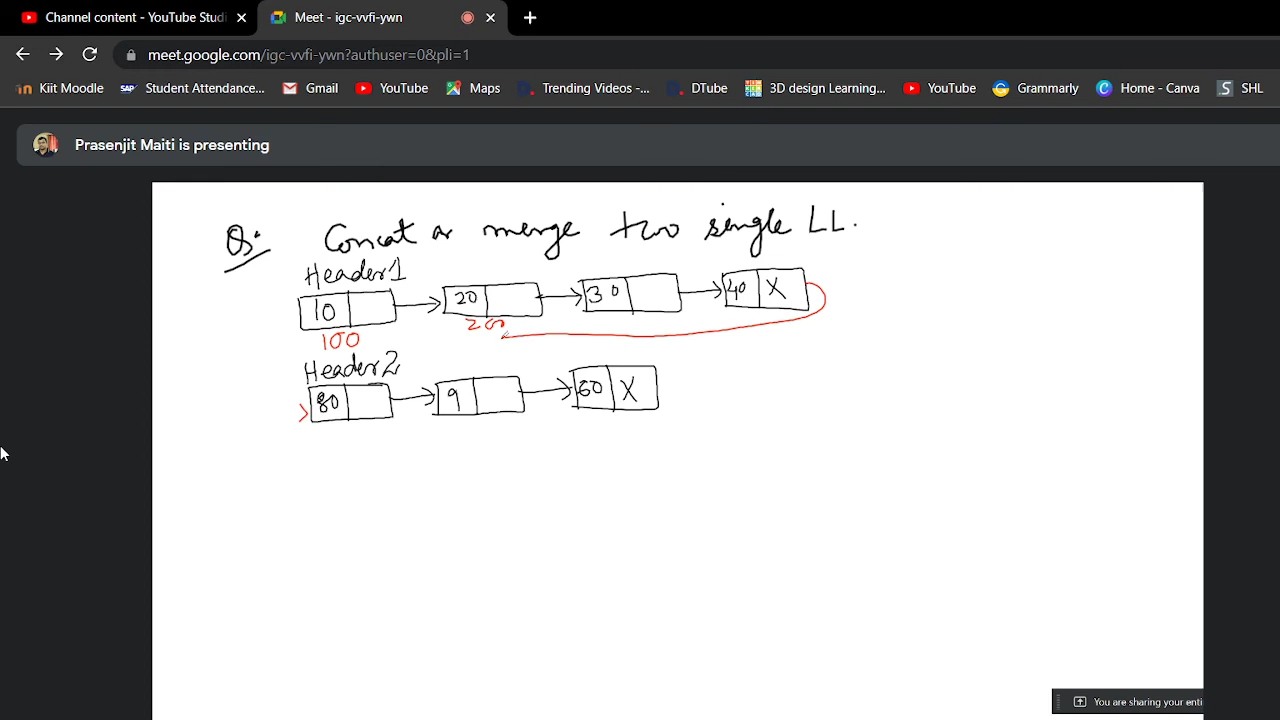 Channel content - YouTube Studi
Meet - igc-vvfi-ywn
meet.google.com/igc-vvfi-ywn?authuser=0&pli=1
in Kiit Moodle SAP Student Attendance... Gmail YouTube Maps Trending Videos -... DTube 3D design Learning... YouTube Grammarly C Home - Canva S SHL
Prasenjit Maiti is presenting
Qs: Concat or merge two single LL.
Header1
10 20 30 40 X
100 200
Header2
80 9 60 X
You are sharing your enti